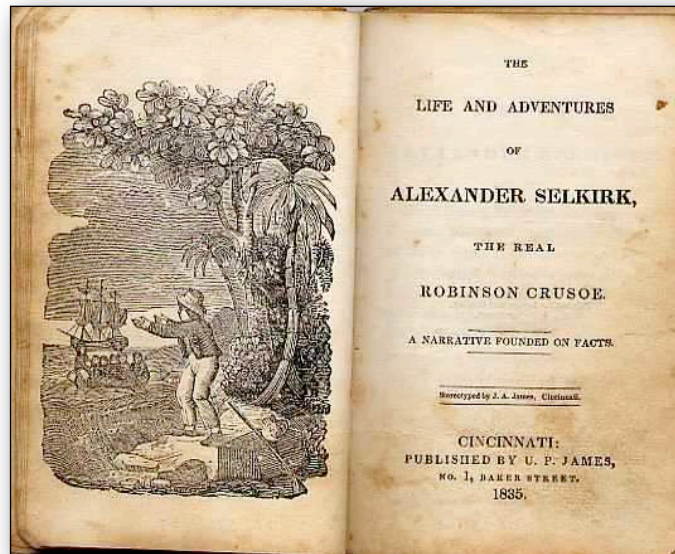 THE
LIFE AND ADVENTURES
OF
ALEXANDER SELKIRK,
THE REAL
ROBINSON CRUSOE.
A NARRATIVE FOUNDED ON FACTS.
Stereotyped by J. A. James, Cincinnati.
CINCINNATI:
PUBLISHED BY U. P. JAMES,
NO. 1, BAKER STREET.
1835.